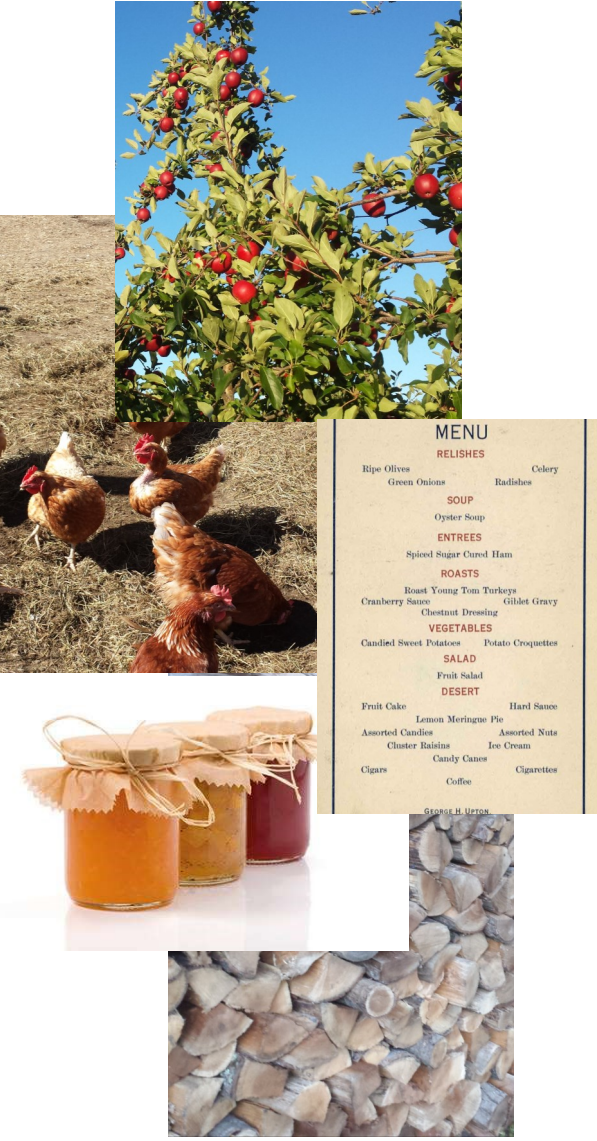 MENU
RELISHES
Ripe Olives Celery
Green Onions Radishes
SOUP
Oyster Soup
ENTREES
Spiced Sugar Cured Ham
ROASTS
Roast Young Tom Turkeys
Cranberry Sauce Giblet Gravy
Chestnut Dressing
VEGETABLES
Candied Sweet Potatoes Potato Croquettes
SALAD
Fruit Salad
DESERT
Fruit Cake Hard Sauce
Lemon Meringue Pie
Assorted Candies Assorted Nuts
Cluster Raisins Ice Cream
Candy Canes
Cigars Cigarettes
Coffee
GEORGE H. UPTON